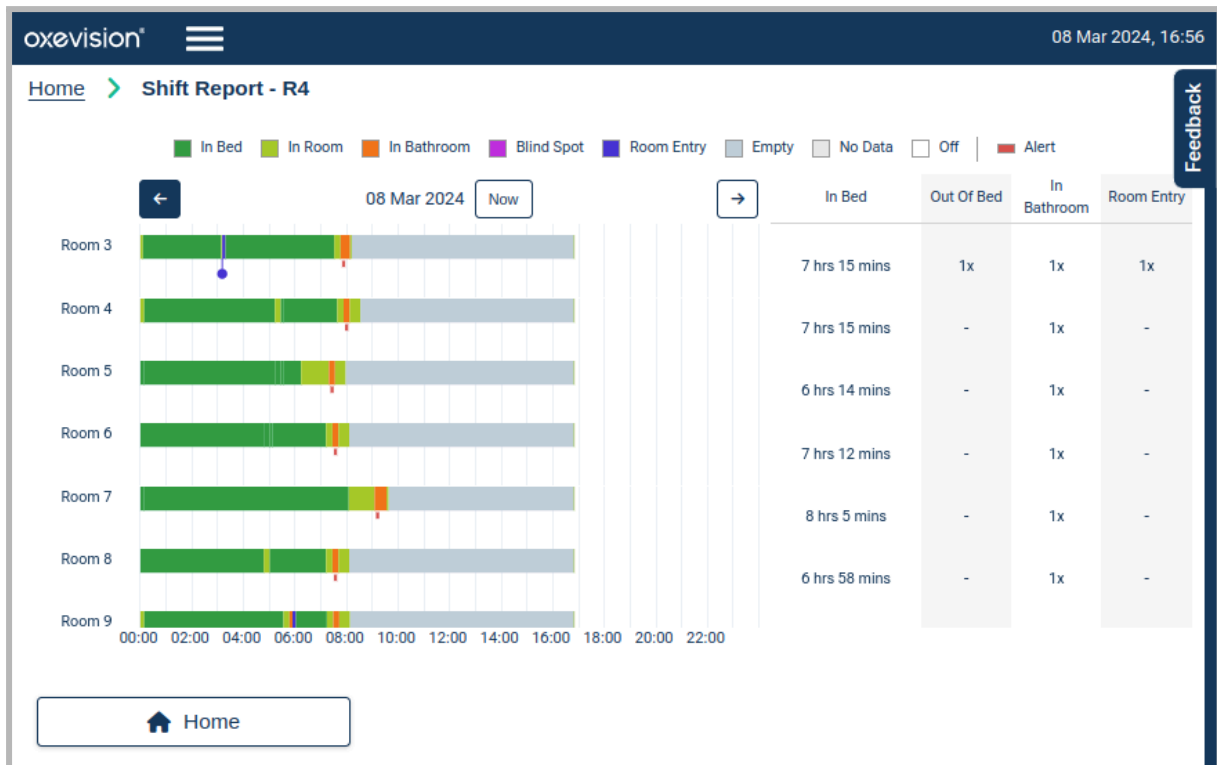 oxevision®
08 Mar 2024, 16:56
Home > Shift Report - R4
Feedback
In Bed In Room In Bathroom Blind Spot Room Entry Empty No Data Off Alert
← 08 Mar 2024 Now →
In Bed Out Of Bed In Bathroom Room Entry
Room 3 7 hrs 15 mins 1x 1x 1x
Room 4 7 hrs 15 mins - 1x -
Room 5 6 hrs 14 mins - 1x -
Room 6 7 hrs 12 mins - 1x -
Room 7 8 hrs 5 mins - 1x -
Room 8 6 hrs 58 mins - 1x -
Room 9
00:00 02:00 04:00 06:00 08:00 10:00 12:00 14:00 16:00 18:00 20:00 22:00
Home